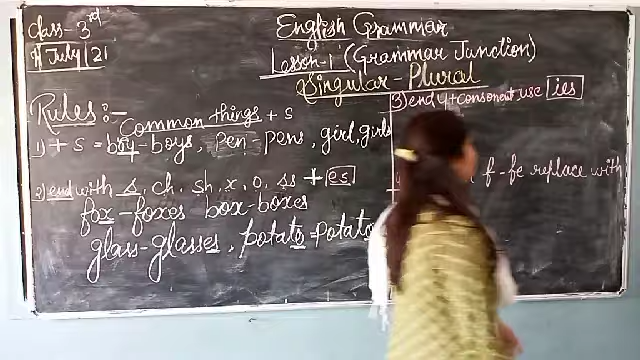 Class-3rd
July 21
English Grammar
Lesson-1 (Grammar Junction)
Singular - Plural
Rules:-
Common things + s
1) + s = boy-boys, pen pens, girl, girls
2) end with s, ch, sh, x, o, ss + es
fox-foxes box-boxes
glass-glasses, potato-potato
3) end y+consonent use ies
f-fe replace with